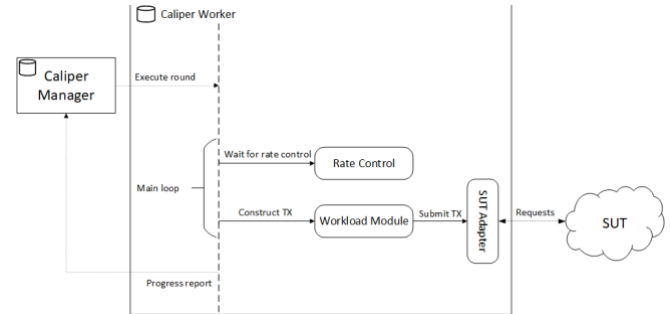 Caliper Worker
Caliper
Manager
Execute round
Wait for rate control
Rate Control
Main loop
Construct TX
Workload Module
Submit TX
SUT Adapter
Requests
SUT
Progress report